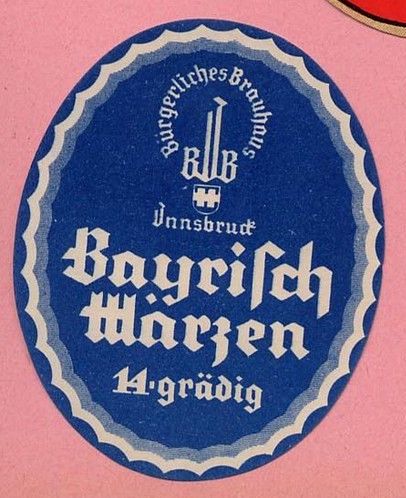 Bürgerliches Brauhaus
BJB
Innsbruck
Bayrisch
Märzen
14-grädig